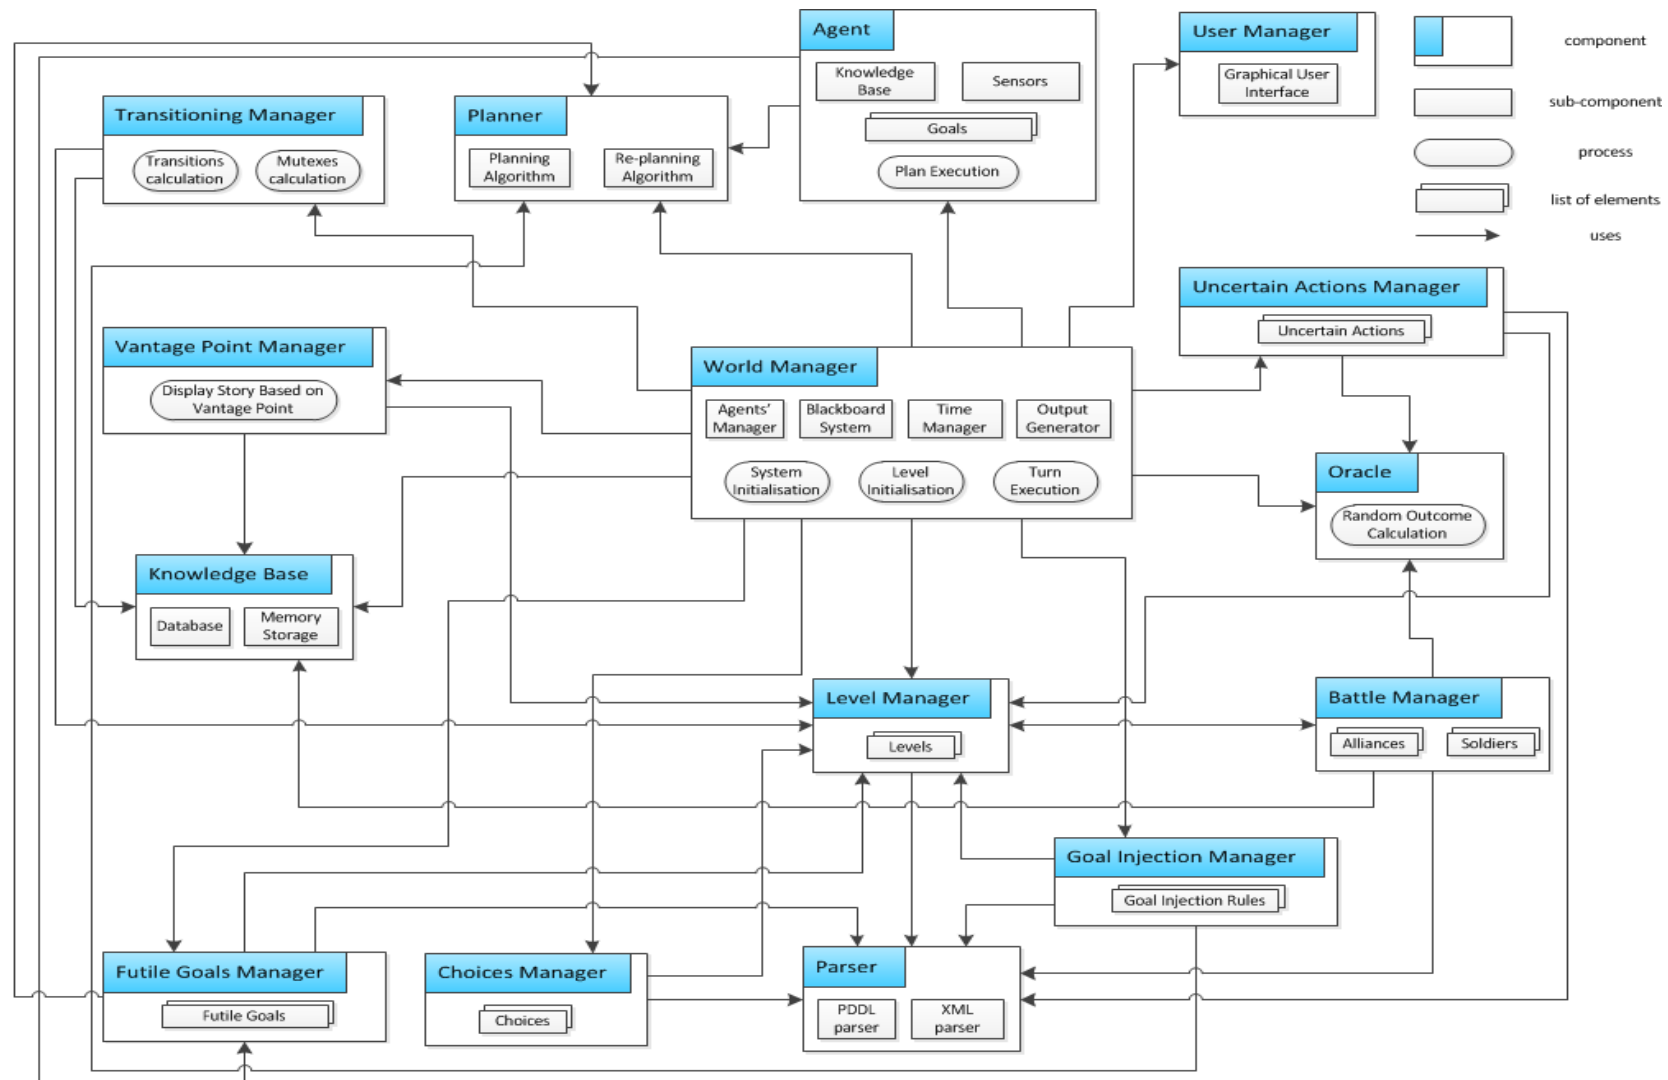 Agent
Knowledge
Base
Sensors
Goals
Plan Execution
User Manager
Graphical User
Interface
component
sub-component
process
list of elements
uses
Transitioning Manager
Transitions
calculation
Mutexes
calculation
Planner
Planning
Algorithm
Re-planning
Algorithm
Uncertain Actions Manager
Uncertain Actions
Vantage Point Manager
Display Story Based on
Vantage Point
World Manager
Agents'
Manager
Blackboard
System
Time
Manager
Output
Generator
System
Initialisation
Level
Initialisation
Turn
Execution
Oracle
Random Outcome
Calculation
Knowledge Base
Database
Memory
Storage
Level Manager
Levels
Battle Manager
Alliances
Soldiers
Goal Injection Manager
Goal Injection Rules
Futile Goals Manager
Futile Goals
Choices Manager
Choices
Parser
PDDL
parser
XML
parser